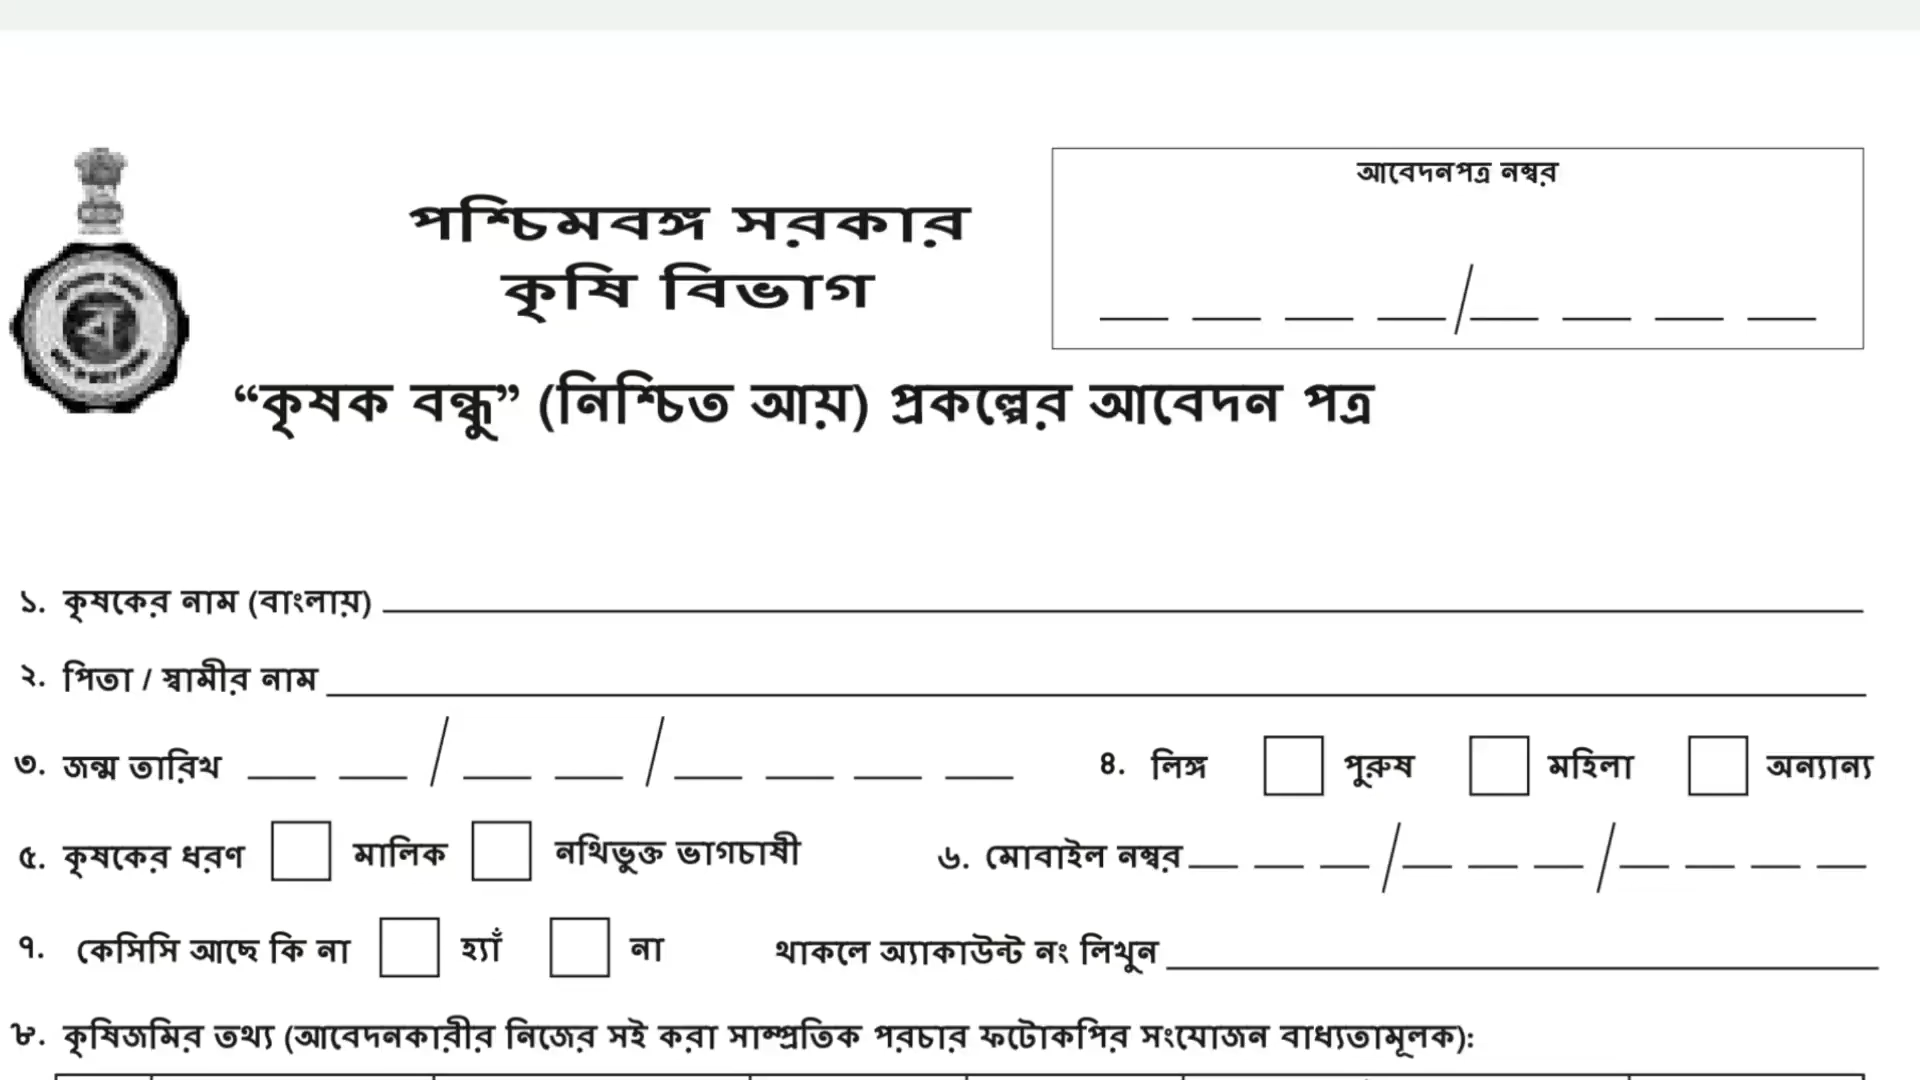 আবেদনপত্র নম্বর
পশ্চিমবঙ্গ সরকার
কৃষি বিভাগ
“কৃষক বন্ধু” (নিশ্চিত আয়) প্রকল্পের আবেদন পত্র
১. কৃষকের নাম (বাংলায়)
২. পিতা / স্বামীর নাম
৩. জন্ম তারিখ / / ৪. লিঙ্গ পুরুষ মহিলা অন্যান্য
৫. কৃষকের ধরণ মালিক নথিভুক্ত ভাগচাষী ৬. মোবাইল নম্বর / /
৭. কেসিসি আছে কি না হ্যাঁ না থাকলে অ্যাকাউন্ট নং লিখুন
৮. কৃষিজমির তথ্য (আবেদনকারীর নিজের সই করা সাম্প্রতিক পরচার ফটোকপির সংযোজন বাধ্যতামূলক):